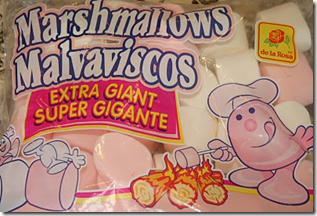 Marshmallows
Malvaviscos
EXTRA GIANT
SUPER GIGANTE
de la Rosa